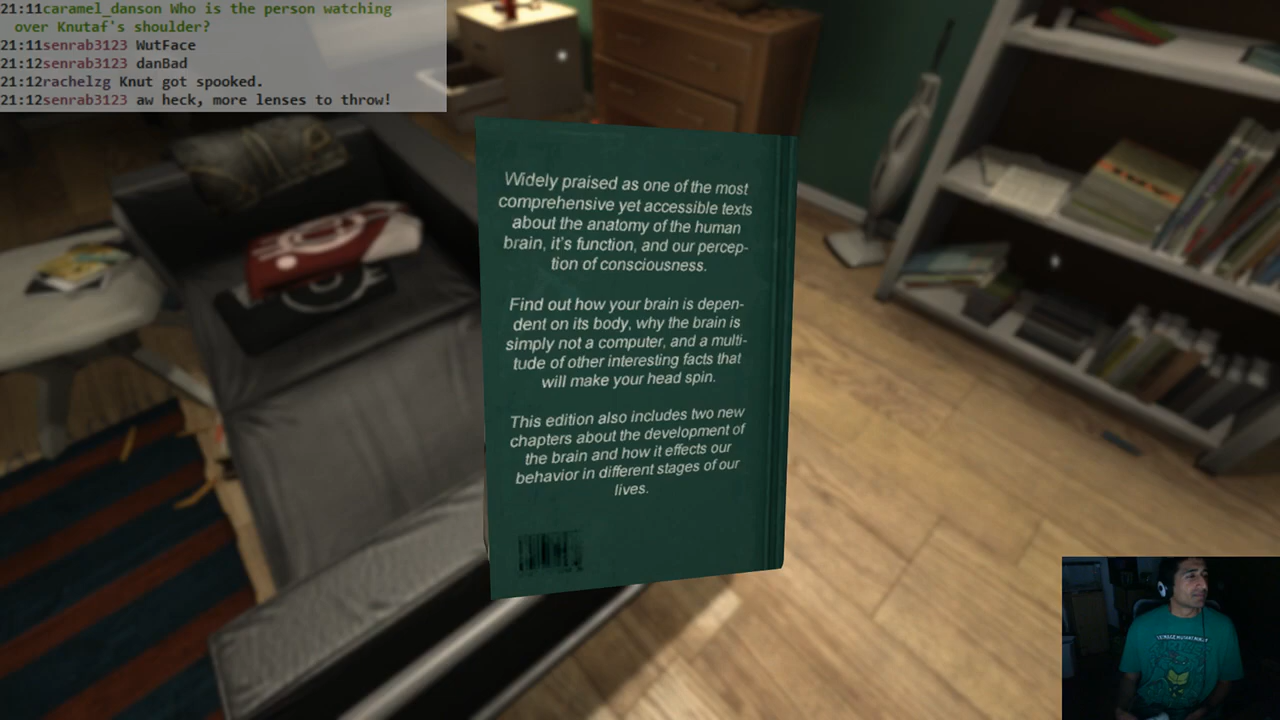 21:11caramel_danson Who is the person watching
over Knutaf's shoulder?
21:11senrab3123 WutFace
21:12senrab3123 danBad
21:12rachelzg Knut got spooked.
21:12senrab3123 aw heck, more lenses to throw!
Widely praised as one of the most
comprehensive yet accessible texts
about the anatomy of the human
brain, it's function, and our percep-
tion of consciousness.
Find out how your brain is depen-
dent on its body, why the brain is
simply not a computer, and a multi-
tude of other interesting facts that
will make your head spin.
This edition also includes two new
chapters about the development of
the brain and how it effects our
behavior in different stages of our
lives.